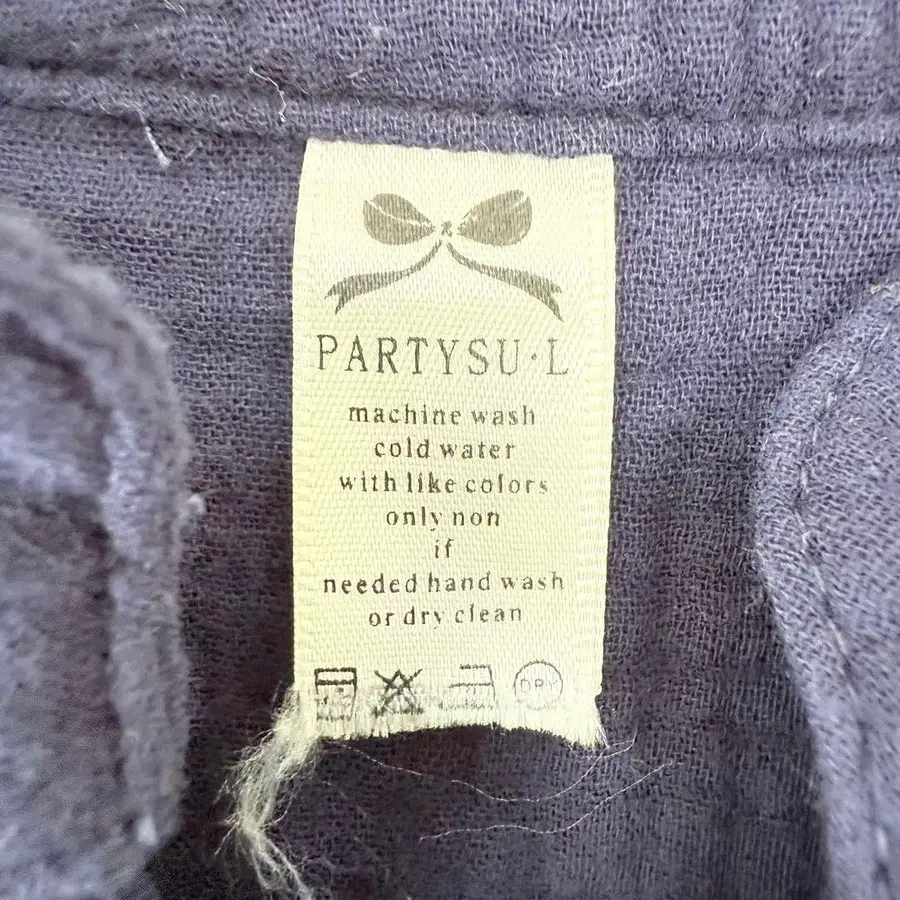 PARTYSU·L
machine wash
cold water
with like colors
only non
if
needed hand wash
or dry clean
DRY